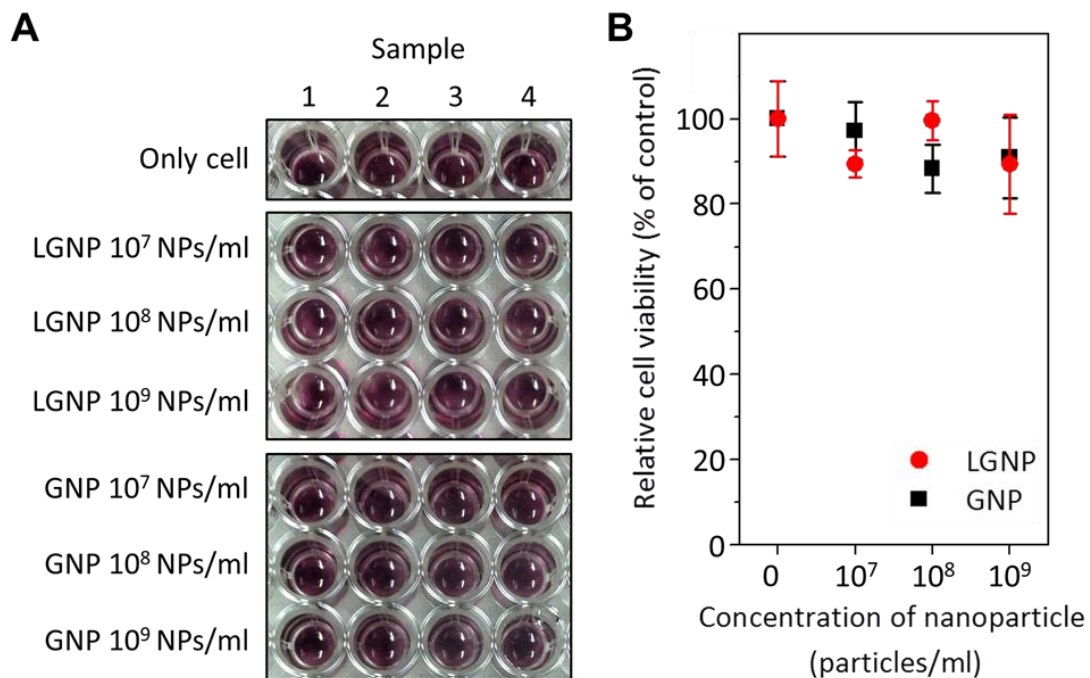 A
Sample
1 2 3 4
Only cell
LGNP 10⁷ NPs/ml
LGNP 10⁸ NPs/ml
LGNP 10⁹ NPs/ml
GNP 10⁷ NPs/ml
GNP 10⁸ NPs/ml
GNP 10⁹ NPs/ml
B
Relative cell viability (% of control)
100
80
60
40
20
0
LGNP
GNP
0 10⁷ 10⁸ 10⁹
Concentration of nanoparticle
(particles/ml)